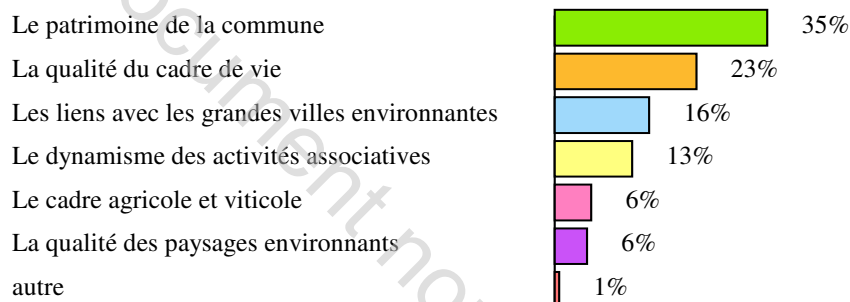 Le patrimoine de la commune 35%
La qualité du cadre de vie 23%
Les liens avec les grandes villes environnantes 16%
Le dynamisme des activités associatives 13%
Le cadre agricole et viticole 6%
La qualité des paysages environnants 6%
autre 1%
ocument no